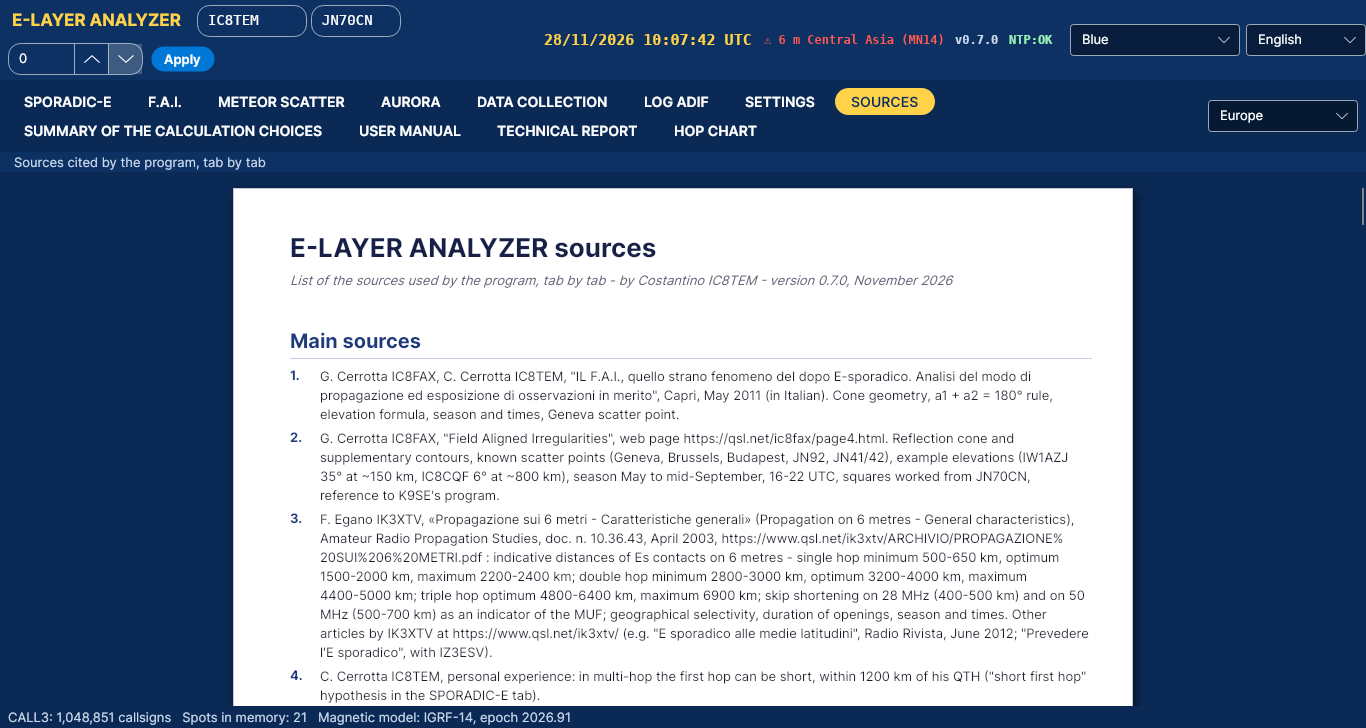 E-LAYER ANALYZER
IC8TEM
JN70CN
0
Apply
28/11/2026 10:07:42 UTC
⚠ 6 m Central Asia (MN14)
v0.7.0
NTP:OK
Blue
English
SPORADIC-E
F.A.I.
METEOR SCATTER
AURORA
DATA COLLECTION
LOG ADIF
SETTINGS
SOURCES
SUMMARY OF THE CALCULATION CHOICES
USER MANUAL
TECHNICAL REPORT
HOP CHART
Europe
Sources cited by the program, tab by tab
E-LAYER ANALYZER sources
List of the sources used by the program, tab by tab - by Costantino IC8TEM - version 0.7.0, November 2026
Main sources
1. G. Cerrotta IC8FAX, C. Cerrotta IC8TEM, "IL F.A.I., quello strano fenomeno del dopo E-sporadico. Analisi del modo di
propagazione ed esposizione di osservazioni in merito", Capri, May 2011 (in Italian). Cone geometry, a1 + a2 = 180° rule,
elevation formula, season and times, Geneva scatter point.
2. G. Cerrotta IC8FAX, "Field Aligned Irregularities", web page https://qsl.net/ic8fax/page4.html. Reflection cone and
supplementary contours, known scatter points (Geneva, Brussels, Budapest, JN92, JN41/42), example elevations (IW1AZJ
35° at ~150 km, IC8CQF 6° at ~800 km), season May to mid-September, 16-22 UTC, squares worked from JN70CN,
reference to K9SE's program.
3. F. Egano IK3XTV, «Propagazione sui 6 metri - Caratteristiche generali» (Propagation on 6 metres - General characteristics),
Amateur Radio Propagation Studies, doc. n. 10.36.43, April 2003, https://www.qsl.net/ik3xtv/ARCHIVIO/PROPAGAZIONE%
20SUI%206%20METRI.pdf : indicative distances of Es contacts on 6 metres - single hop minimum 500-650 km, optimum
1500-2000 km, maximum 2200-2400 km; double hop minimum 2800-3000 km, optimum 3200-4000 km, maximum
4400-5000 km; triple hop optimum 4800-6400 km, maximum 6900 km; skip shortening on 28 MHz (400-500 km) and on 50
MHz (500-700 km) as an indicator of the MUF; geographical selectivity, duration of openings, season and times. Other
articles by IK3XTV at https://www.qsl.net/ik3xtv/ (e.g. "E sporadico alle medie latitudini", Radio Rivista, June 2012; "Prevedere
l'E sporadico", with IZ3ESV).
4. C. Cerrotta IC8TEM, personal experience: in multi-hop the first hop can be short, within 1200 km of his QTH ("short first hop"
hypothesis in the SPORADIC-E tab).
CALL3: 1,048,851 callsigns
Spots in memory: 21
Magnetic model: IGRF-14, epoch 2026.91